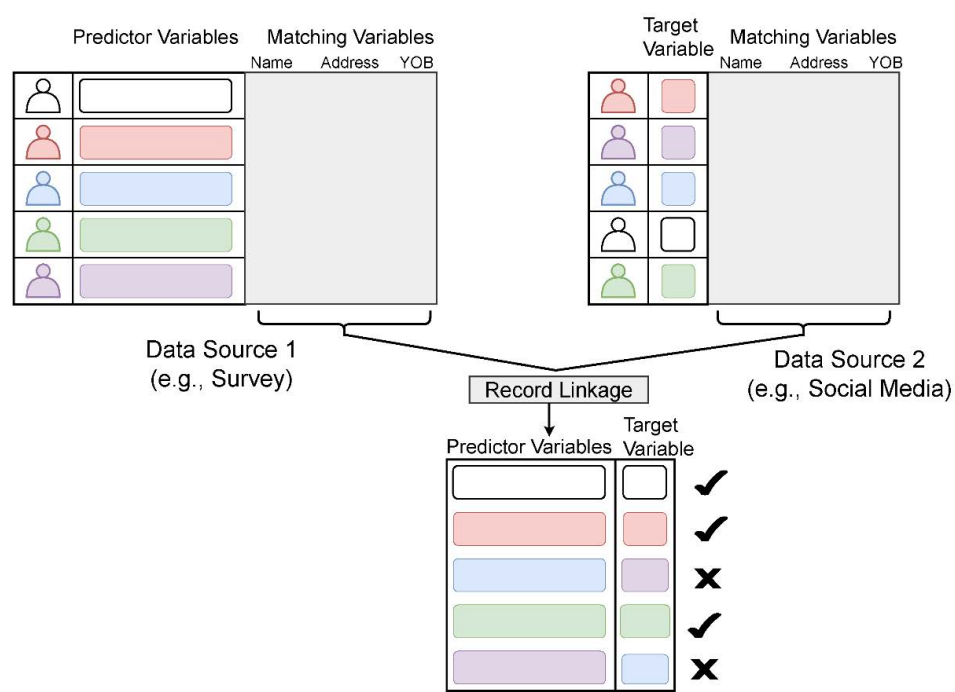 Predictor Variables
Matching Variables
Name Address YOB
Target
Variable
Matching Variables
Name Address YOB
Data Source 1
(e.g., Survey)
Data Source 2
(e.g., Social Media)
Record Linkage
Predictor Variables
Target
Variable